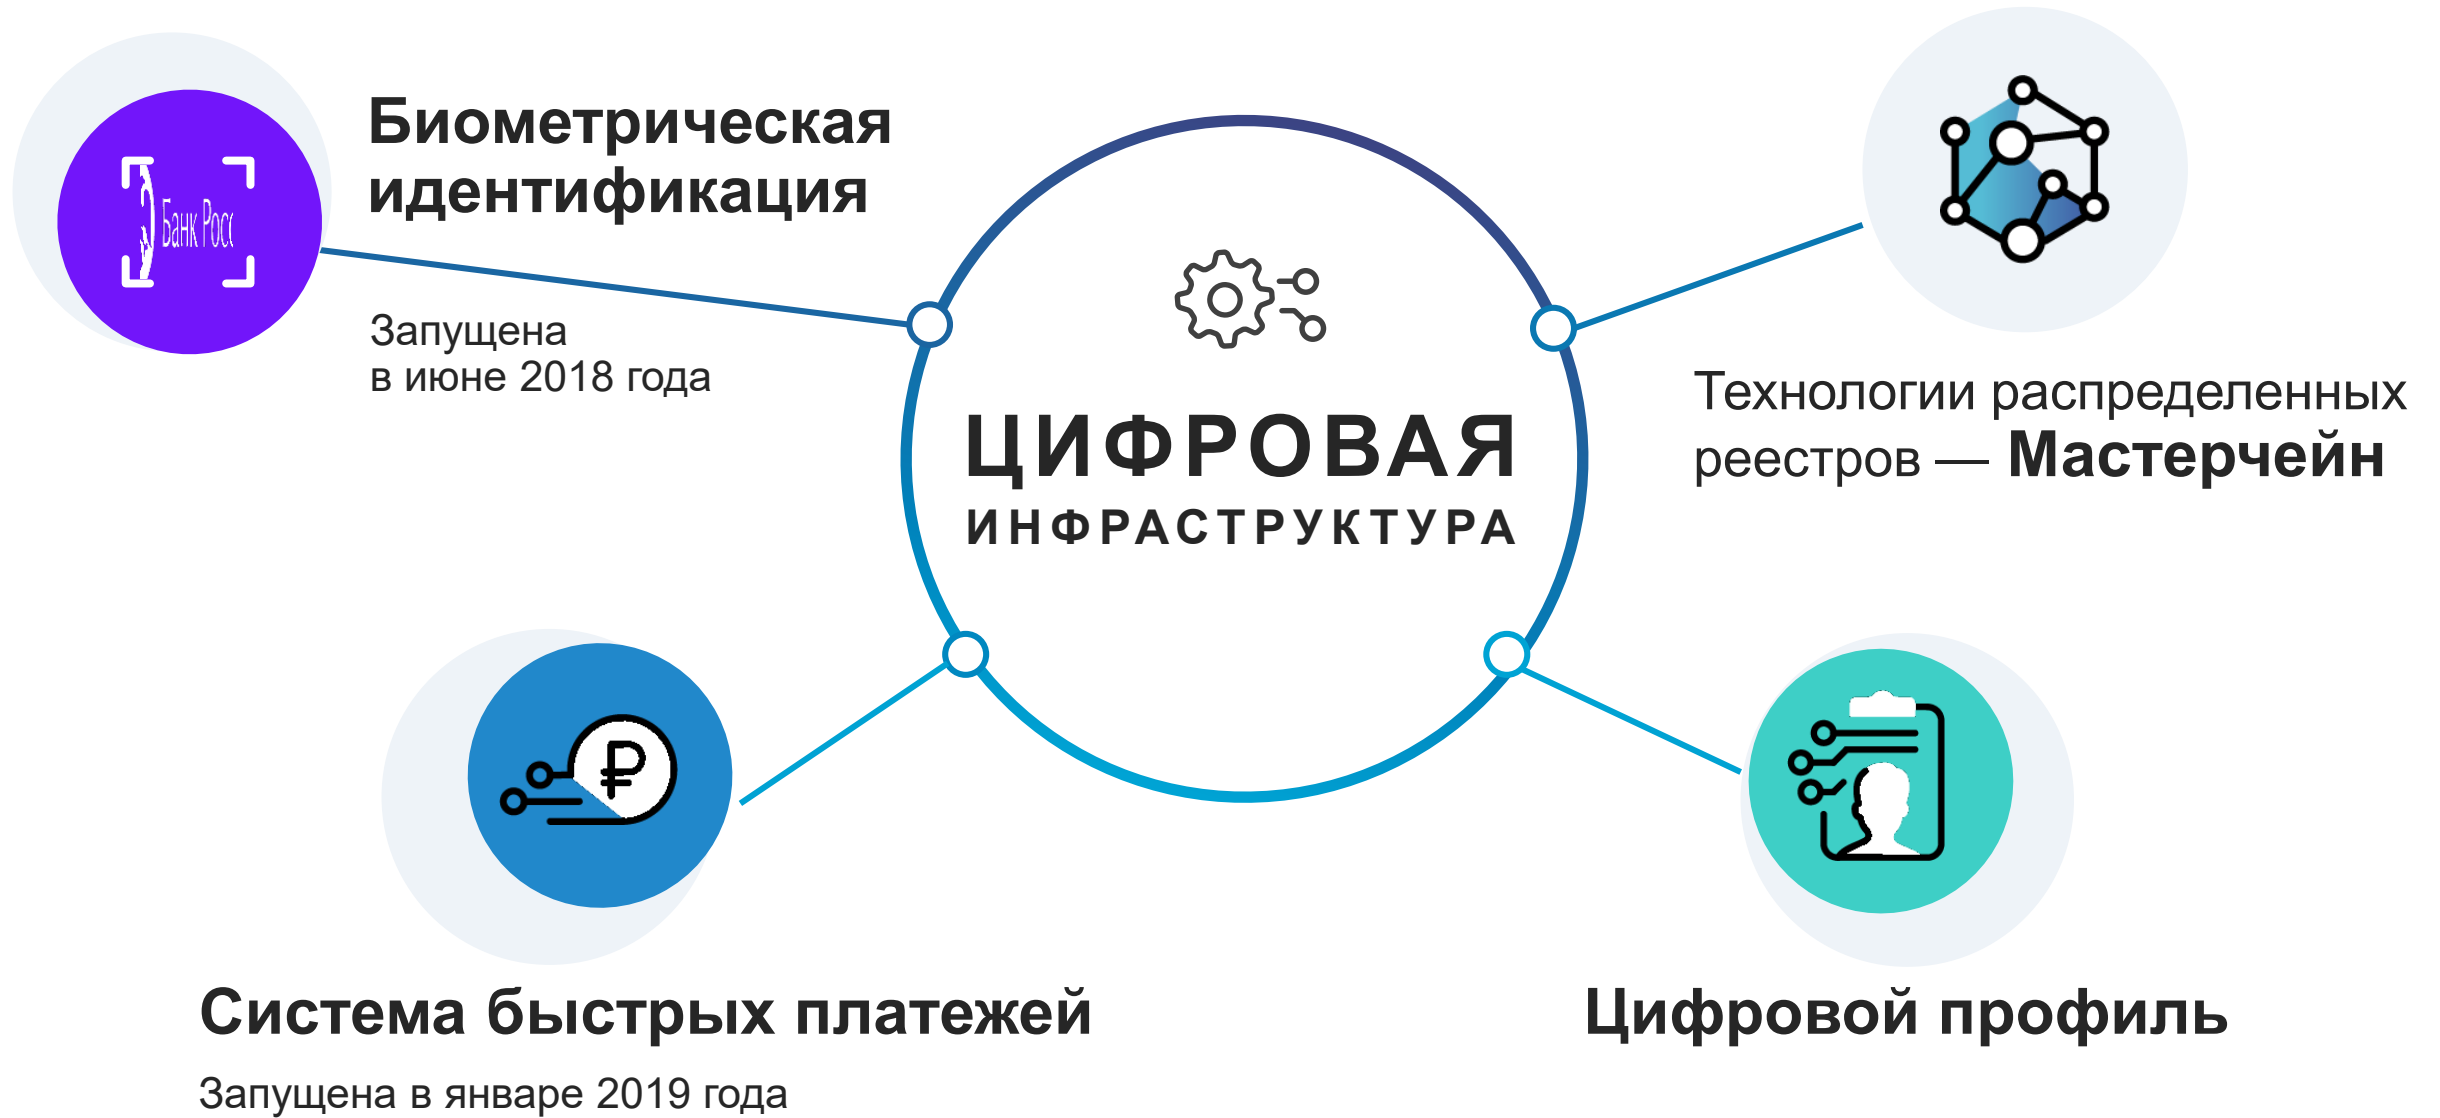 Биометрическая
идентификация
Запущена
в июне 2018 года
Банк Росс
ЦИФРОВАЯ
ИНФРАСТРУКТУРА
Технологии распределенных
реестров — Мастерчейн
Система быстрых платежей
Запущена в январе 2019 года
Цифровой профиль